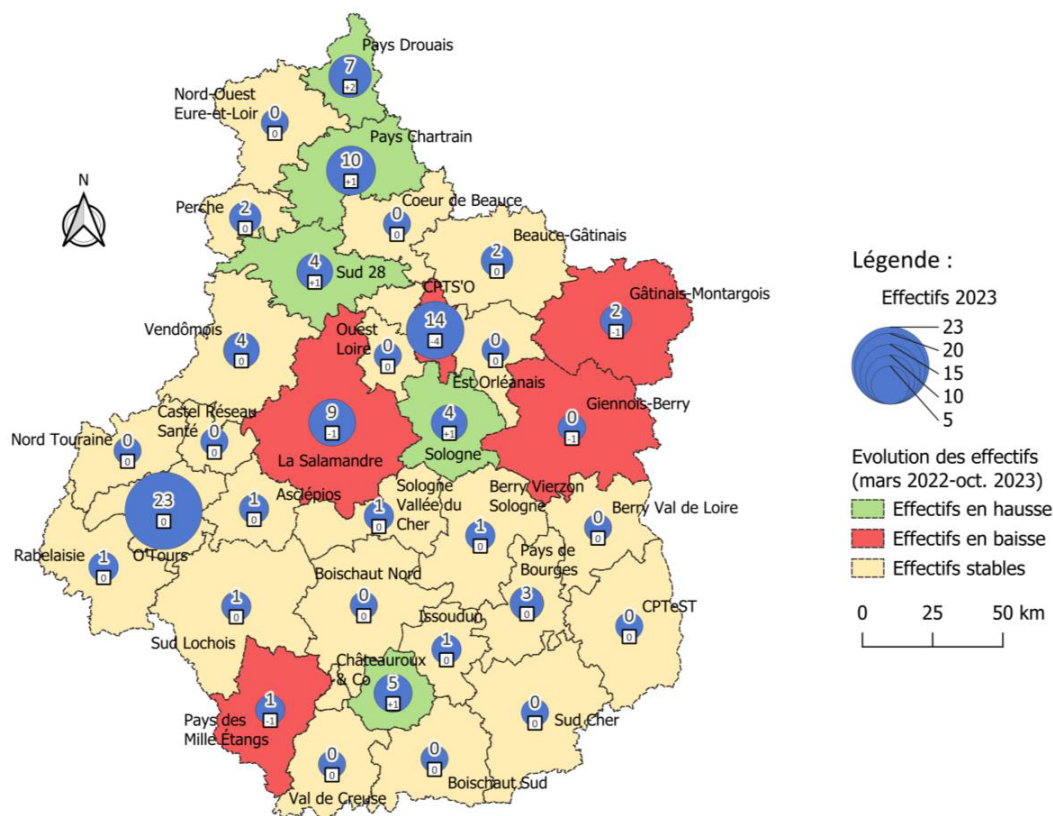 Pays Drouais
7
+2
Nord-Ouest
Eure-et-Loir
0
0
Pays Chartrain
10
+1
N
Perche
2
0
Coeur de Beauce
0
0
Beauce-Gâtinais
2
0
Sud 28
4
+1
CPTS'O
14
-4
Gâtinais-Montargois
2
-1
Vendômois
4
0
Ouest
Loire
0
0
Est Orléanais
0
0
Giennois-Berry
0
-1
La Salamandre
9
-1
Sologne
4
+1
Castel Réseau
Santé
0
0
Nord Touraine
0
0
O'Tours
23
0
Asclépios
1
0
Sologne
Vallée du
Cher
1
0
Berry Vierzon
Sologne
1
0
Berry Val de Loire
0
0
Rabelaisie
1
0
Pays de
Bourges
3
0
Boischaut Nord
0
0
Issoudun
1
0
CPTeST
0
0
Sud Lochois
1
0
Châteauroux
& Co
5
+1
Pays des
Mille Étangs
1
-1
Sud Cher
0
0
Val de Creuse
0
0
Boischaut Sud
0
0
Légende :
Effectifs 2023
23
20
15
10
5
Evolution des effectifs
(mars 2022-oct. 2023)
Effectifs en hausse
Effectifs en baisse
Effectifs stables
0 25 50 km